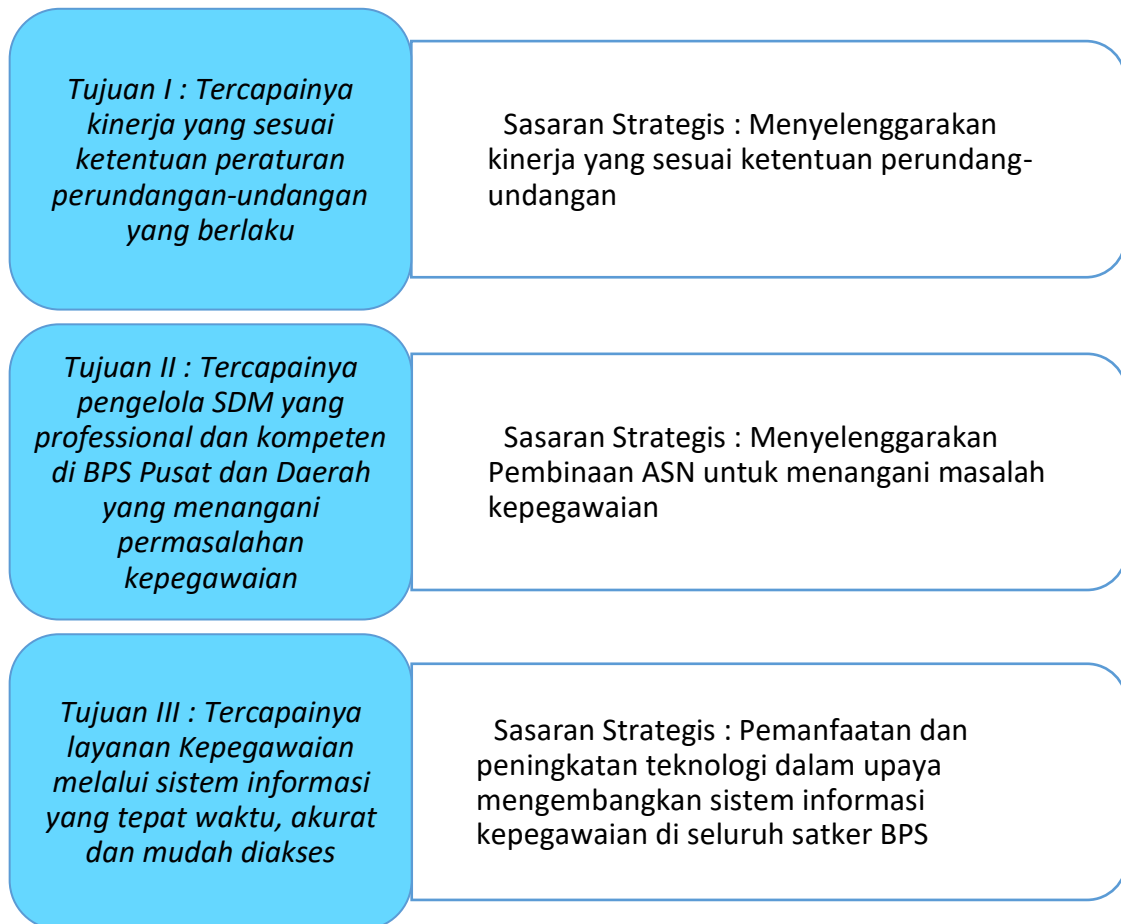 Tujuan I : Tercapainya
kinerja yang sesuai
ketentuan peraturan
perundangan-undangan
yang berlaku
Sasaran Strategis : Menyelenggarakan
kinerja yang sesuai ketentuan perundang-
undangan
Tujuan II : Tercapainya
pengelola SDM yang
professional dan kompeten
di BPS Pusat dan Daerah
yang menangani
permasalahan
kepegawaian
Sasaran Strategis : Menyelenggarakan
Pembinaan ASN untuk menangani masalah
kepegawaian
Tujuan III : Tercapainya
layanan Kepegawaian
melalui sistem informasi
yang tepat waktu, akurat
dan mudah diakses
Sasaran Strategis : Pemanfaatan dan
peningkatan teknologi dalam upaya
mengembangkan sistem informasi
kepegawaian di seluruh satker BPS